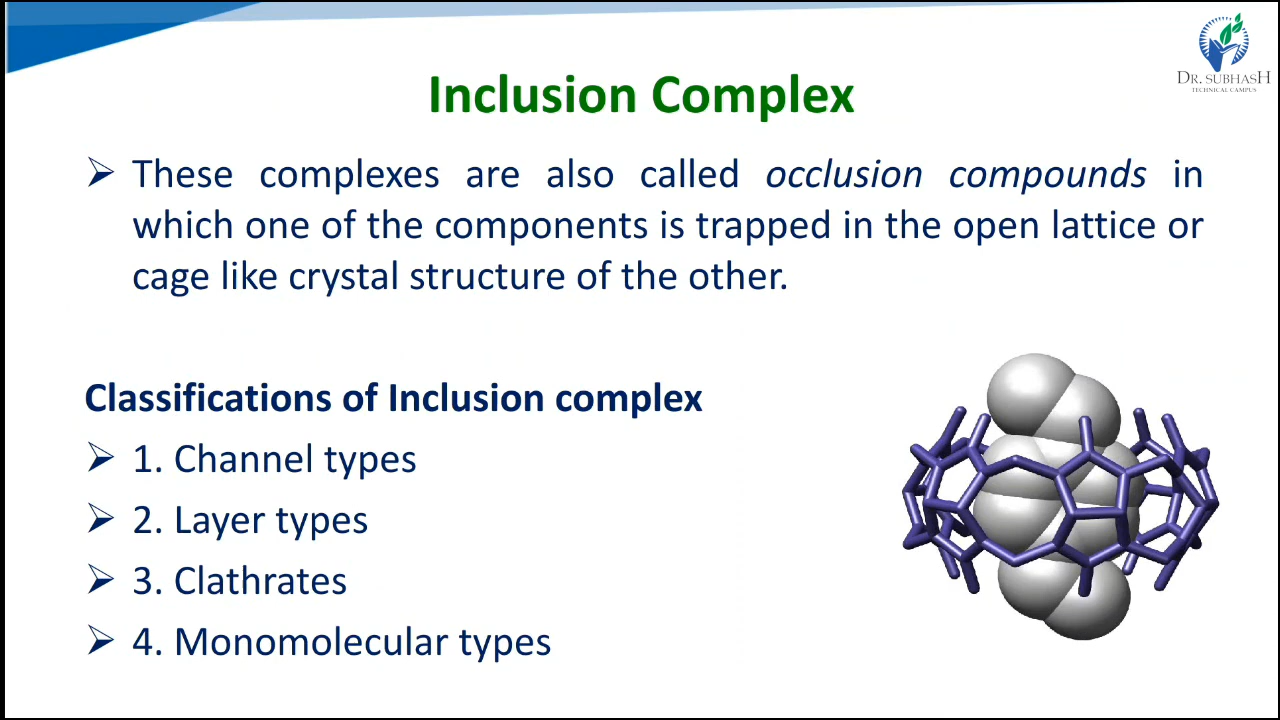 DR. SUBHASH
TECHNICAL CAMPUS
Inclusion Complex
➢ These complexes are also called occlusion compounds in
which one of the components is trapped in the open lattice or
cage like crystal structure of the other.
Classifications of Inclusion complex
➢ 1. Channel types
➢ 2. Layer types
➢ 3. Clathrates
➢ 4. Monomolecular types